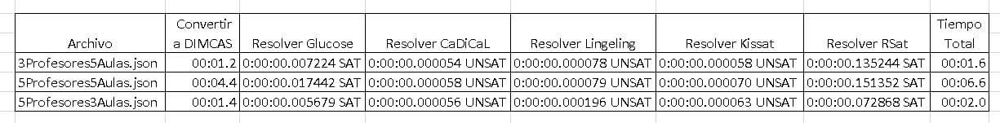 Archivo Convertir a DIMCAS Resolver Glucose Resolver CaDiCaL Resolver Lingeling Resolver Kissat Resolver RSat Tiempo Total
3Profesores5Aulas.json 00:01.2 0:00:00.007224 SAT 0:00:00.000054 UNSAT 0:00:00.000078 UNSAT 0:00:00.000058 UNSAT 0:00:00.135244 SAT 00:01.6
5Profesores5Aulas.json 00:04.4 0:00:00.017442 SAT 0:00:00.000058 UNSAT 0:00:00.000079 UNSAT 0:00:00.000070 UNSAT 0:00:00.151352 SAT 00:06.6
5Profesores3Aulas.json 00:01.4 0:00:00.005679 SAT 0:00:00.000056 UNSAT 0:00:00.000196 UNSAT 0:00:00.000063 UNSAT 0:00:00.072868 SAT 00:02.0